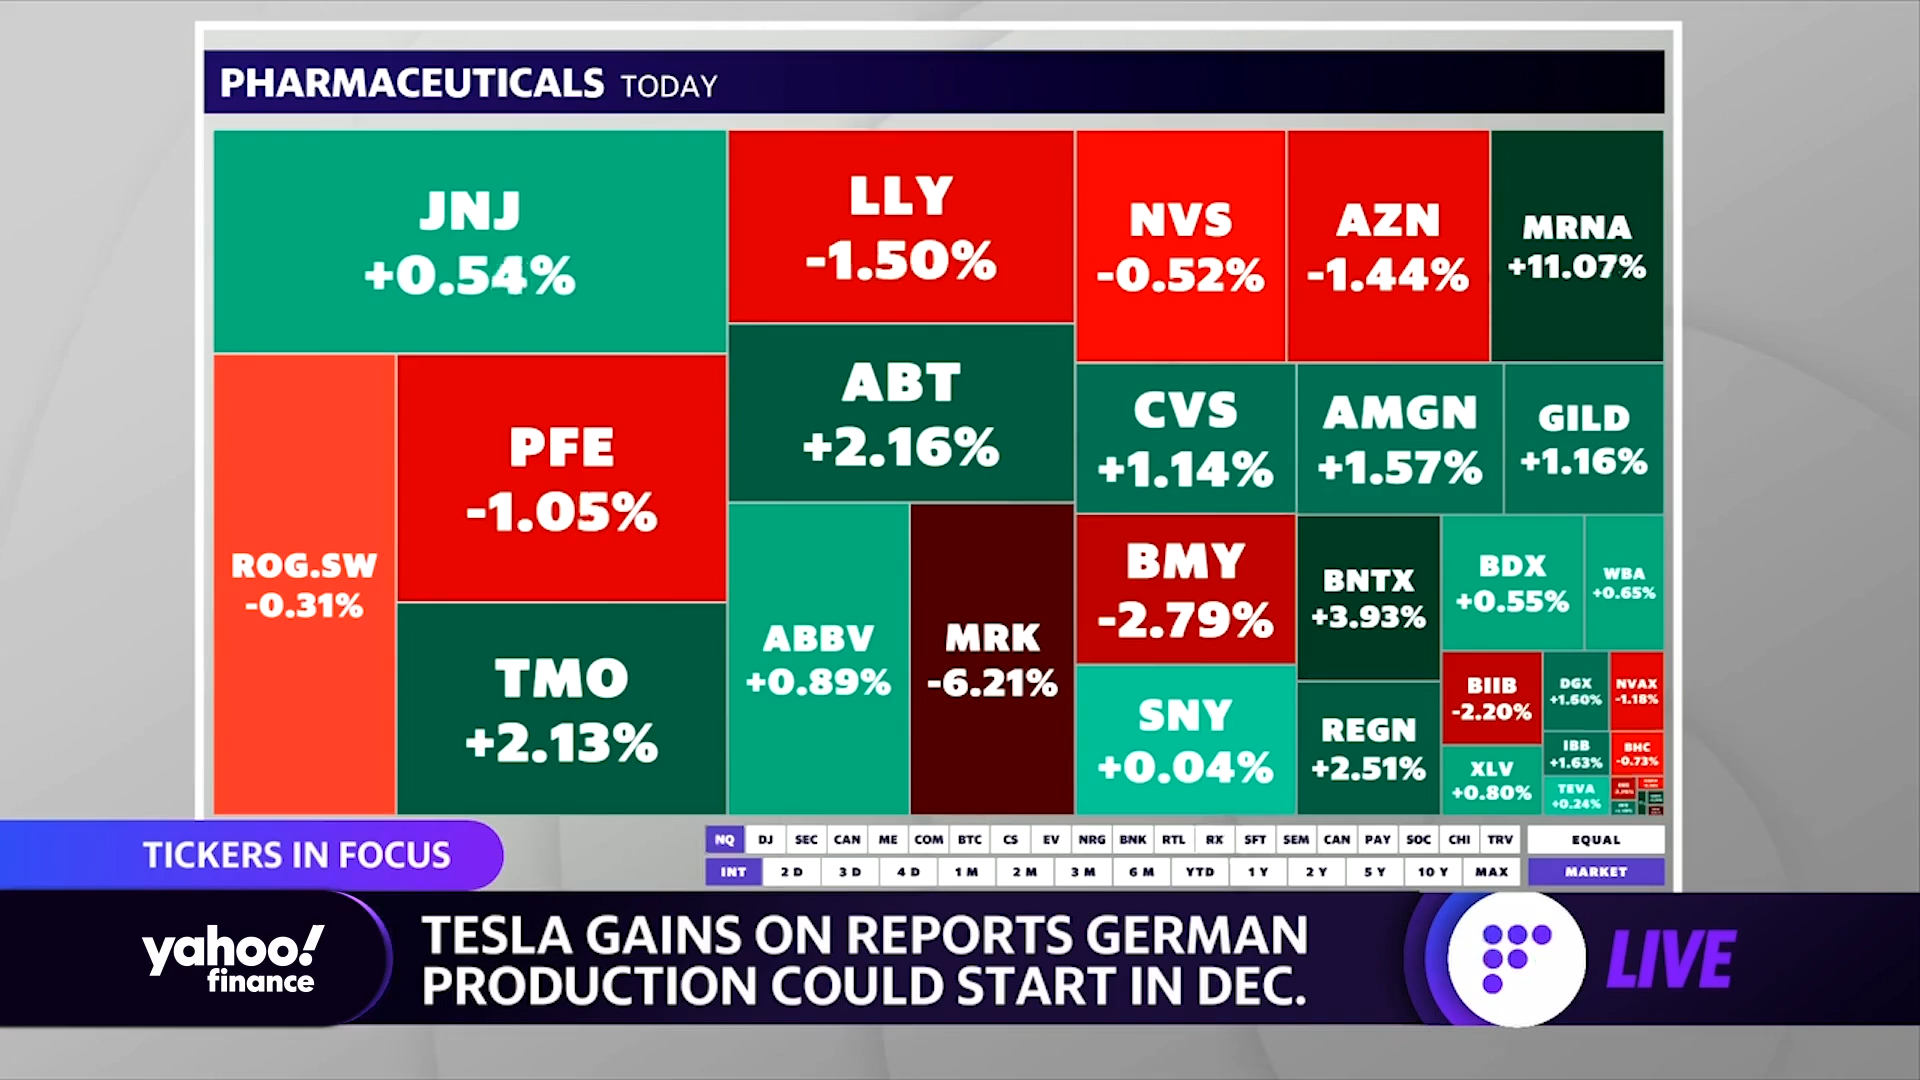 PHARMACEUTICALS TODAY
JNJ
+0.54%
LLY
-1.50%
NVS
-0.52%
AZN
-1.44%
MRNA
+11.07%
ROG.SW
-0.31%
PFE
-1.05%
TMO
+2.13%
ABT
+2.16%
ABBV
+0.89%
MRK
-6.21%
CVS
+1.14%
AMGN
+1.57%
GILD
+1.16%
BMY
-2.79%
BNTX
+3.93%
BDX
+0.55%
WBA
+0.65%
SNY
+0.04%
REGN
+2.51%
BIIB
-2.20%
DGX
+1.60%
NVAX
-1.18%
XLV
+0.80%
IBB
+1.63%
BHC
-0.73%
TEVA
+0.24%
NQ DJ SEC CAN ME COM BTC CS EV NRG BNK RTL RX SFT SEM CAN PAY SOC CHI TRV EQUAL
INT 2 D 3 D 4 D 1 M 2 M 3 M 6 M YTD 1 Y 2 Y 5 Y 10 Y MAX MARKET
TICKERS IN FOCUS
yahoo!
finance
TESLA GAINS ON REPORTS GERMAN
PRODUCTION COULD START IN DEC.
LIVE